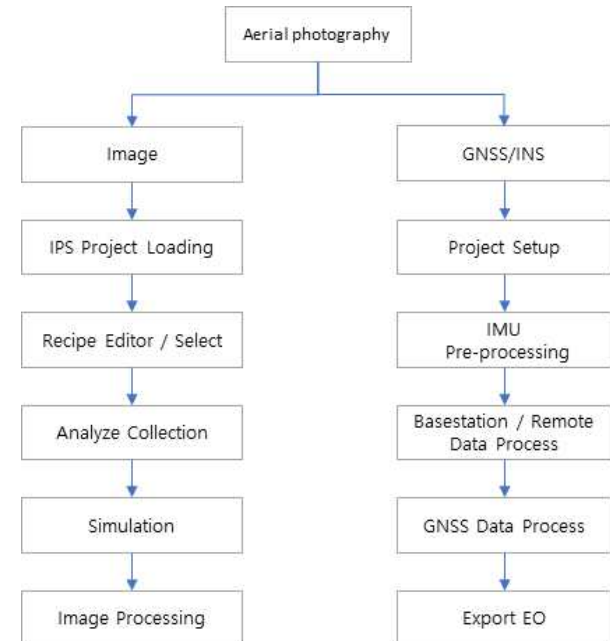 Aerial photography
Image
IPS Project Loading
Recipe Editor / Select
Analyze Collection
Simulation
Image Processing
GNSS/INS
Project Setup
IMU
Pre-processing
Basestation / Remote
Data Process
GNSS Data Process
Export EO